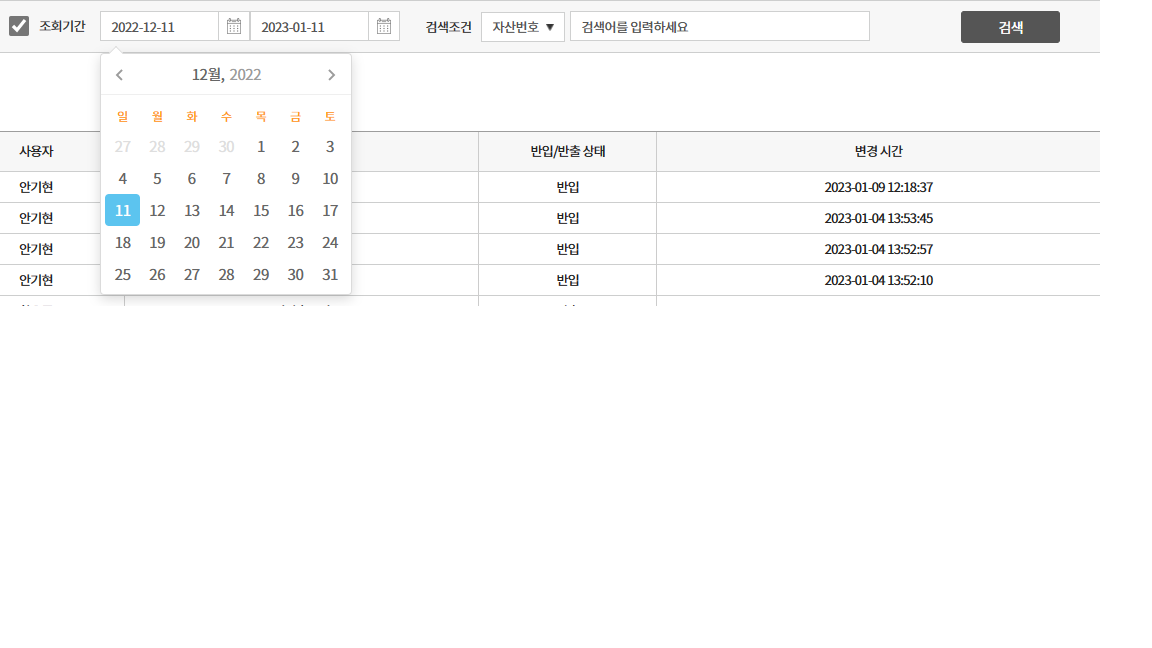 조회기간 2022-12-11 2023-01-11 검색조건 자산번호 ▼ 검색어를 입력하세요 검색
12월, 2022
일 월 화 수 목 금 토
27 28 29 30 1 2 3
4 5 6 7 8 9 10
11 12 13 14 15 16 17
18 19 20 21 22 23 24
25 26 27 28 29 30 31
사용자 반입/반출 상태 변경 시간
안기현 반입 2023-01-09 12:18:37
안기현 반입 2023-01-04 13:53:45
안기현 반입 2023-01-04 13:52:57
안기현 반입 2023-01-04 13:52:10